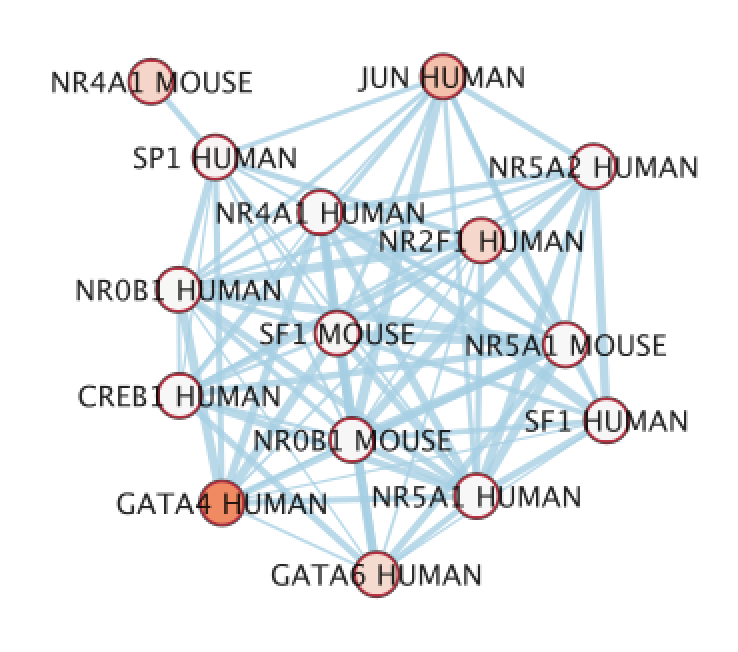 NR4A1 MOUSE
JUN HUMAN
SP1 HUMAN
NR5A2 HUMAN
NR4A1 HUMAN
NR2F1 HUMAN
NR0B1 HUMAN
SF1 MOUSE
NR5A1 MOUSE
CREB1 HUMAN
SF1 HUMAN
NR0B1 MOUSE
GATA4 HUMAN
NR5A1 HUMAN
GATA6 HUMAN